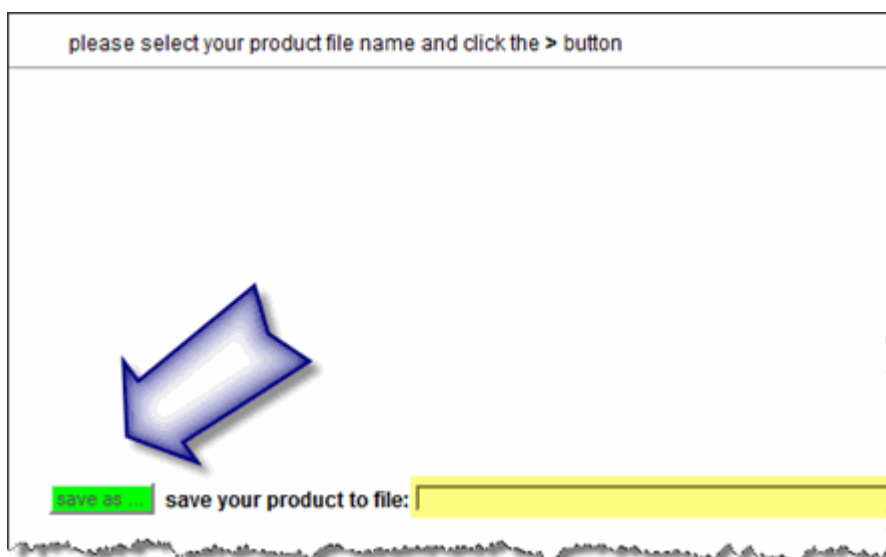 please select your product file name and click the > button
save as ... save your product to file: